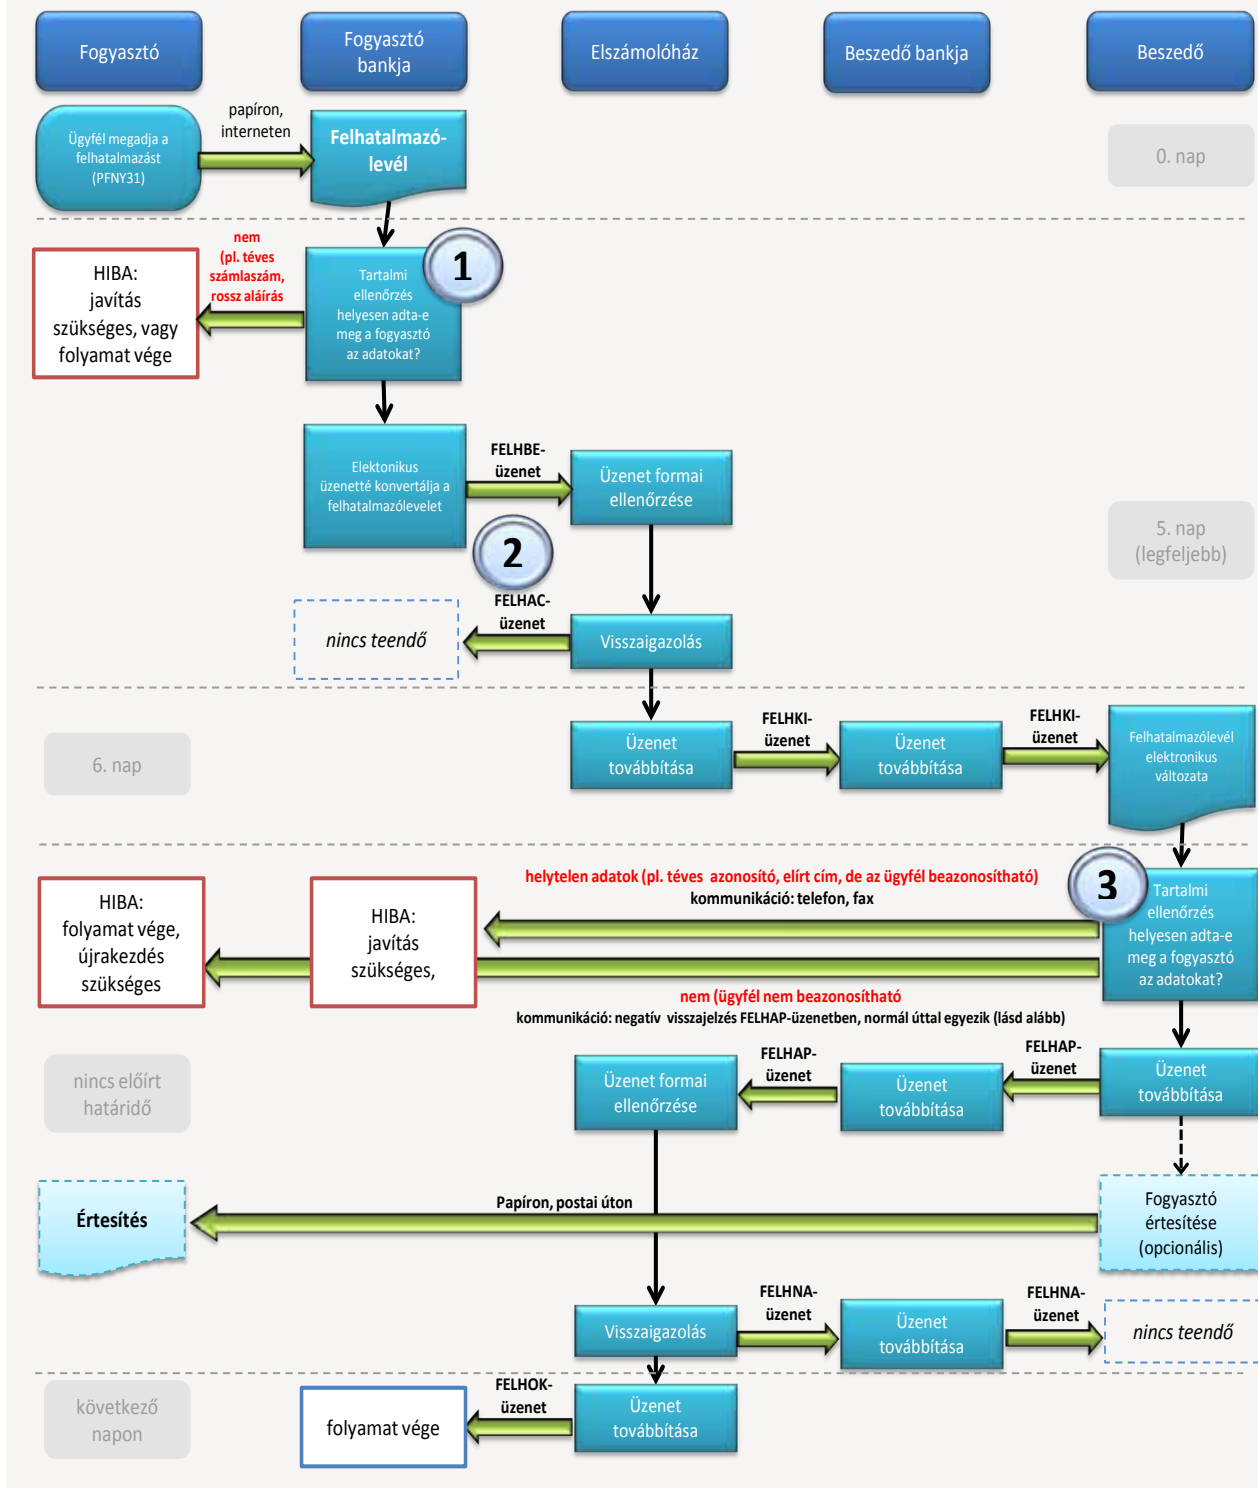 Fogyasztó
Fogyasztó
bankja
Elszámolóház
Beszedő bankja
Beszedő
Ügyfél megadja a
felhatalmazást
(PFNY31)
papíron,
interneten
Felhatalmazó-
levél
0. nap
HIBA:
javítás
szükséges, vagy
folyamat vége
nem
(pl. téves
számlaszám,
rossz aláírás
Tartalmi
ellenőrzés
helyesen adta-e
meg a fogyasztó
az adatokat?
1
Elektonikus
üzenetté konvertálja a
felhatalmazólevelet
FELHBE-
üzenet
Üzenet formai
ellenőrzése
2
5. nap
(legfeljebb)
nincs teendő
FELHAC-
üzenet
Visszaigazolás
6. nap
Üzenet
továbbítása
FELHKI-
üzenet
Üzenet
továbbítása
FELHKI-
üzenet
Felhatalmazólevél
elektronikus
változata
HIBA:
folyamat vége,
újrakezdés
szükséges
HIBA:
javítás
szükséges,
helytelen adatok (pl. téves azonosító, elírt cím, de az ügyfél beazonosítható)
kommunikáció: telefon, fax
3
Tartalmi
ellenőrzés
helyesen adta-e
meg a fogyasztó
az adatokat?
nem (ügyfél nem beazonosítható
kommunikáció: negatív visszajelzés FELHAP-üzenetben, normál úttal egyezik (lásd alább)
nincs előírt
határidő
Üzenet formai
ellenőrzése
FELHAP-
üzenet
Üzenet
továbbítása
FELHAP-
üzenet
Üzenet
továbbítása
Értesítés
Papíron, postai úton
Fogyasztó
értesítése
(opcionális)
Visszaigazolás
FELHNA-
üzenet
Üzenet
továbbítása
FELHNA-
üzenet
nincs teendő
következő
napon
folyamat vége
FELHOK-
üzenet
Üzenet
továbbítása